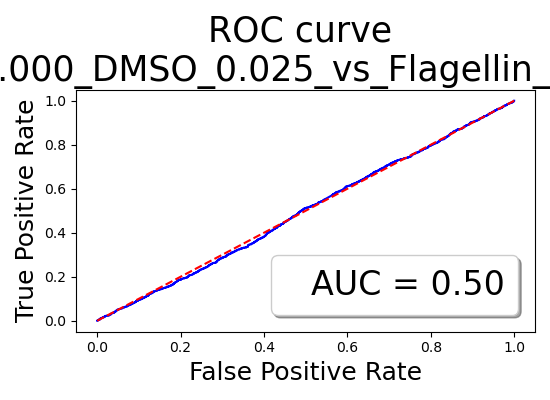 ROC curve
.000_DMSO_0.025_vs_Flagellin_
True Positive Rate
1.0
0.8
0.6
0.4
0.2
0.0
AUC = 0.50
0.0 0.2 0.4 0.6 0.8 1.0
False Positive Rate